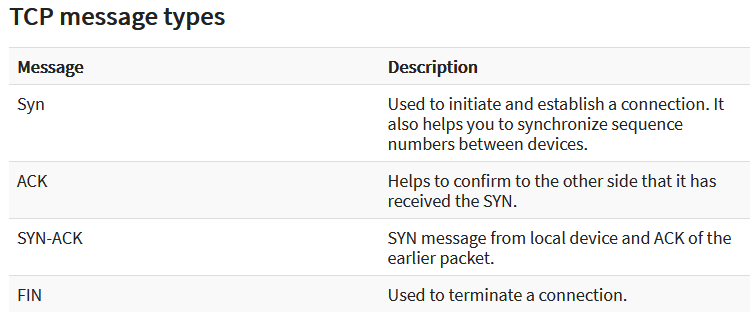 TCP message types
Message Description
Syn Used to initiate and establish a connection. It
also helps you to synchronize sequence
numbers between devices.
ACK Helps to confirm to the other side that it has
received the SYN.
SYN-ACK SYN message from local device and ACK of the
earlier packet.
FIN Used to terminate a connection.